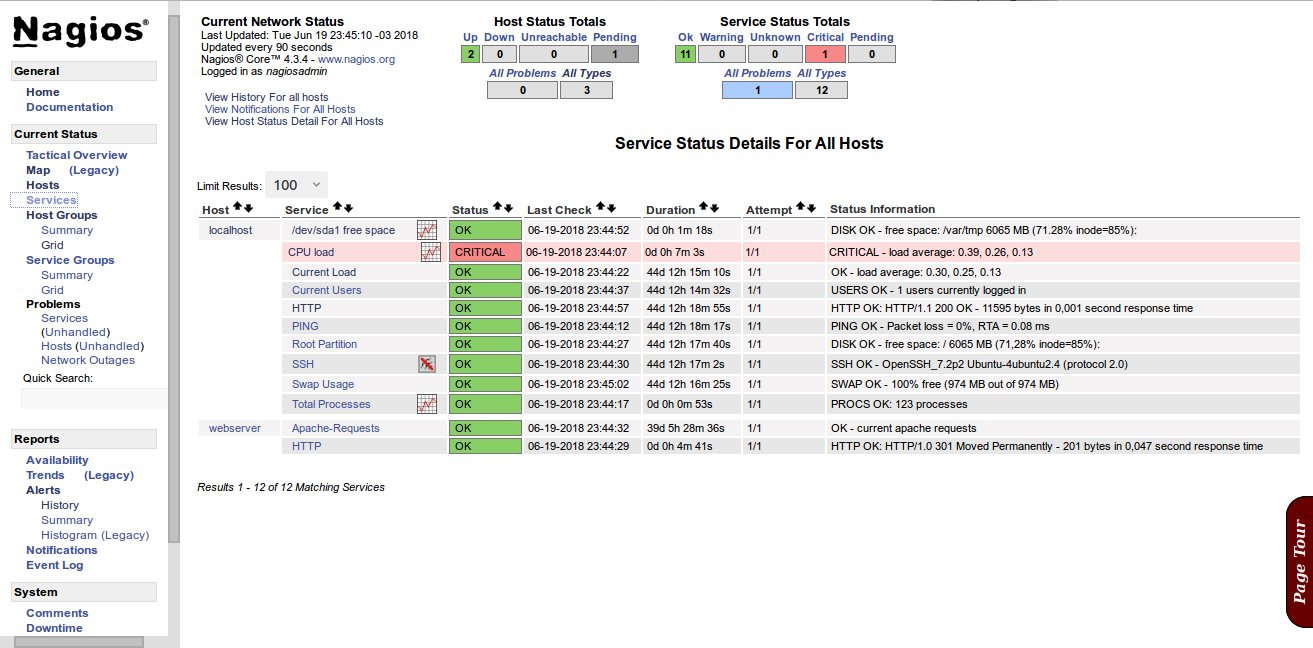 Nagios®
General
Home
Documentation
Current Status
Tactical Overview
Map (Legacy)
Hosts
Services
Host Groups
Summary
Grid
Service Groups
Summary
Grid
Problems
Services
(Unhandled)
Hosts (Unhandled)
Network Outages
Quick Search:
Reports
Availability
Trends (Legacy)
Alerts
History
Summary
Histogram (Legacy)
Notifications
Event Log
System
Comments
Downtime
Current Network Status
Last Updated: Tue Jun 19 23:45:10 -03 2018
Updated every 90 seconds
Nagios® Core™ 4.3.4 - www.nagios.org
Logged in as nagiosadmin
View History For all hosts
View Notifications For All Hosts
View Host Status Detail For All Hosts
Host Status Totals
Up Down Unreachable Pending
2 0 0 1
All Problems All Types
0 3
Service Status Totals
Ok Warning Unknown Critical Pending
11 0 0 1 0
All Problems All Types
1 12
Service Status Details For All Hosts
Limit Results: 100
Host Service Status Last Check Duration Attempt Status Information
localhost /dev/sda1 free space OK 06-19-2018 23:44:52 0d 0h 1m 18s 1/1 DISK OK - free space: /var/tmp 6065 MB (71.28% inode=85%):
CPU load CRITICAL 06-19-2018 23:44:07 0d 0h 7m 3s 1/1 CRITICAL - load average: 0.39, 0.26, 0.13
Current Load OK 06-19-2018 23:44:22 44d 12h 15m 10s 1/1 OK - load average: 0.30, 0.25, 0.13
Current Users OK 06-19-2018 23:44:37 44d 12h 14m 32s 1/1 USERS OK - 1 users currently logged in
HTTP OK 06-19-2018 23:44:57 44d 12h 18m 55s 1/1 HTTP OK: HTTP/1.1 200 OK - 11595 bytes in 0,001 second response time
PING OK 06-19-2018 23:44:12 44d 12h 18m 17s 1/1 PING OK - Packet loss = 0%, RTA = 0.08 ms
Root Partition OK 06-19-2018 23:44:27 44d 12h 17m 40s 1/1 DISK OK - free space: / 6065 MB (71,28% inode=85%):
SSH OK 06-19-2018 23:44:30 44d 12h 17m 2s 1/1 SSH OK - OpenSSH_7.2p2 Ubuntu-4ubuntu2.4 (protocol 2.0)
Swap Usage OK 06-19-2018 23:45:02 44d 12h 16m 25s 1/1 SWAP OK - 100% free (974 MB out of 974 MB)
Total Processes OK 06-19-2018 23:44:17 0d 0h 0m 53s 1/1 PROCS OK: 123 processes
webserver Apache-Requests OK 06-19-2018 23:44:32 39d 5h 28m 36s 1/1 OK - current apache requests
HTTP OK 06-19-2018 23:44:29 0d 0h 4m 41s 1/1 HTTP OK: HTTP/1.0 301 Moved Permanently - 201 bytes in 0,047 second response time
Results 1 - 12 of 12 Matching Services
Page Tour